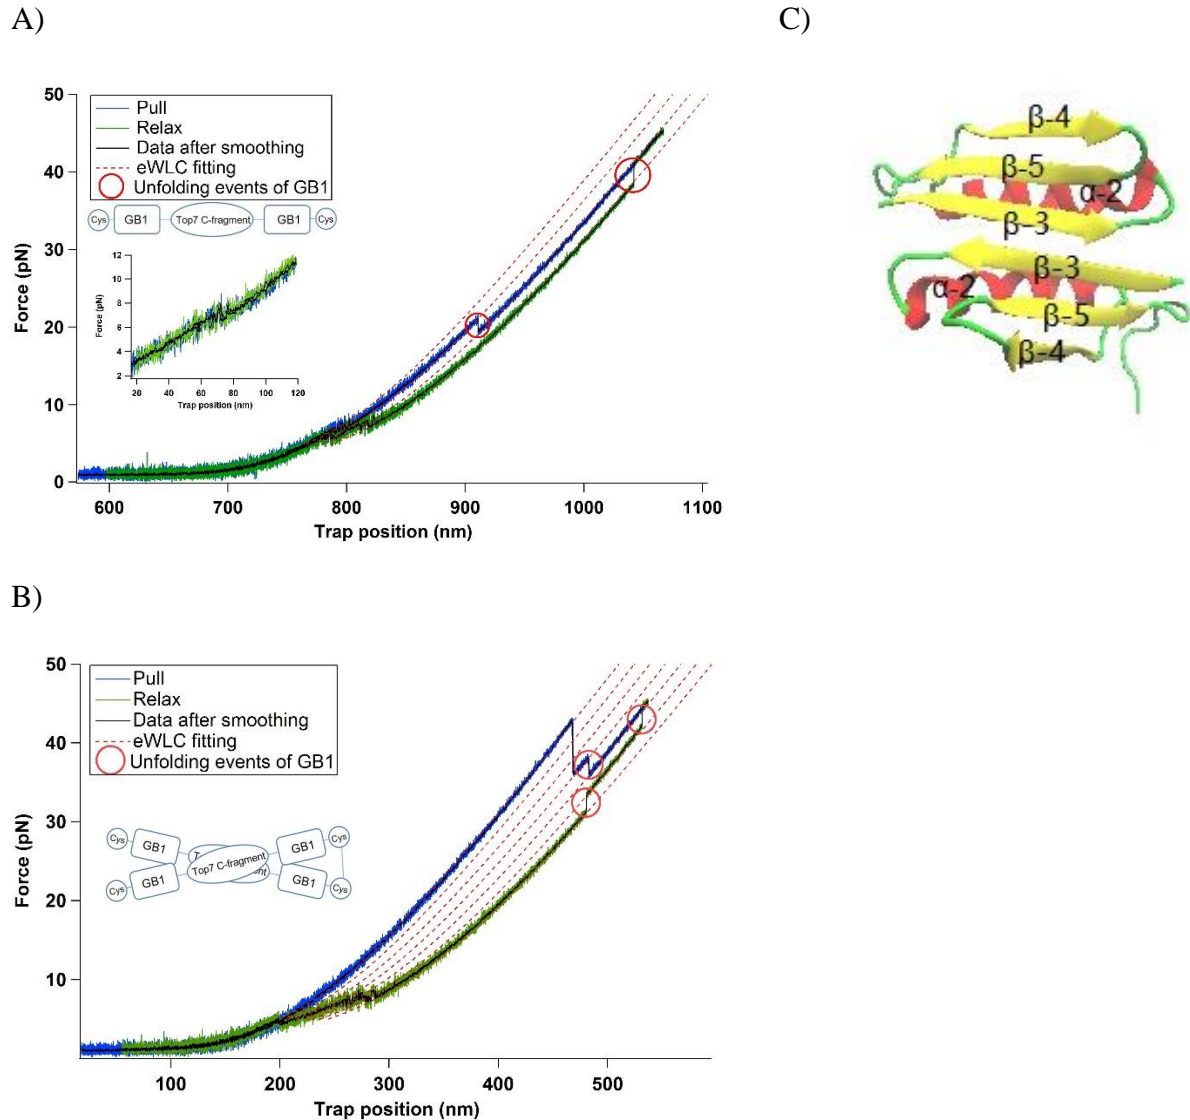 A)
50
40
30
20
10
0
Force (pN)
Pull
Relax
Data after smoothing
eWLC fitting
Unfolding events of GB1
Cys GB1 Top7 C-fragment GB1 Cys
12
10
8
6
4
2
Force (pN)
20 40 60 80 100 120
Trap position (nm)
600 700 800 900 1000 1100
Trap position (nm)
C)
β-4
β-5
α-2
β-3
β-3
α-2
β-5
β-4
B)
50
40
30
20
10
Force (pN)
Pull
Relax
Data after smoothing
eWLC fitting
Unfolding events of GB1
Cys GB1 GB1 Cys
Top7 C-fragment
Cys GB1 GB1 Cys
100 200 300 400 500
Trap position (nm)